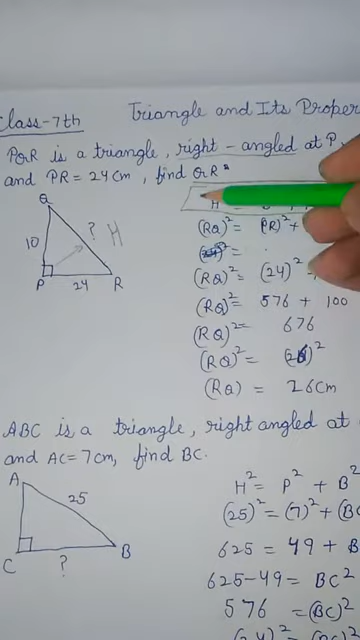 Class-7th Triangle and Its Proper
PQR is a triangle, right-angled at P,
and PR = 24cm, find QR.
Q
10
? H
P 24 R
(RQ)² = (PR)² +
(RQ)² = (24)² +
(RQ)² = 576 + 100
(RQ)² = 676
(RQ)² = (26)²
(RQ) = 26cm
ABC is a triangle, right angled at
and AC = 7cm, find BC.
A
25
C ? B
H² = P² + B²
(25)² = (7)² + (BC
625 = 49 + B
625-49 = BC²
576 = (BC)²